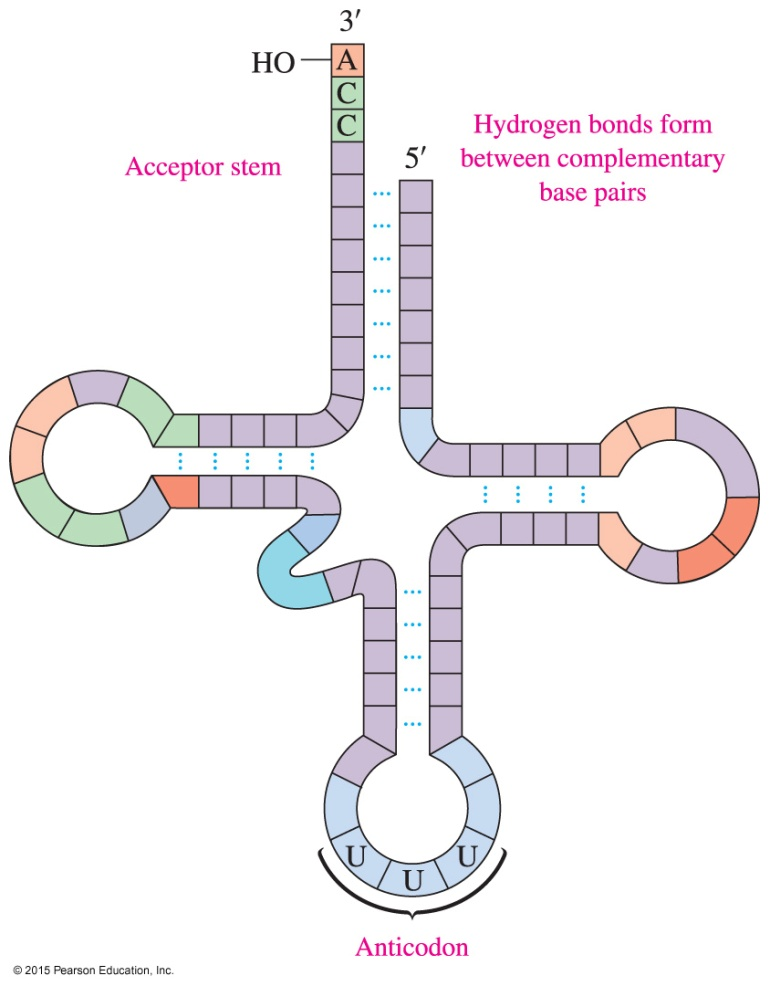 3′
HO
A
C
C
Hydrogen bonds form
between complementary
base pairs
Acceptor stem
5′
U
U
U
Anticodon
© 2015 Pearson Education, Inc.